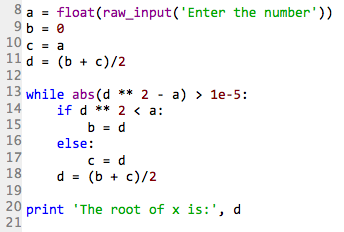 8 a = float(raw_input('Enter the number'))
9 b = 0
10 c = a
11 d = (b + c)/2
12
13 while abs(d ** 2 - a) > 1e-5:
14     if d ** 2 < a:
15         b = d
16     else:
17         c = d
18     d = (b + c)/2
19
20 print 'The root of x is:', d
21